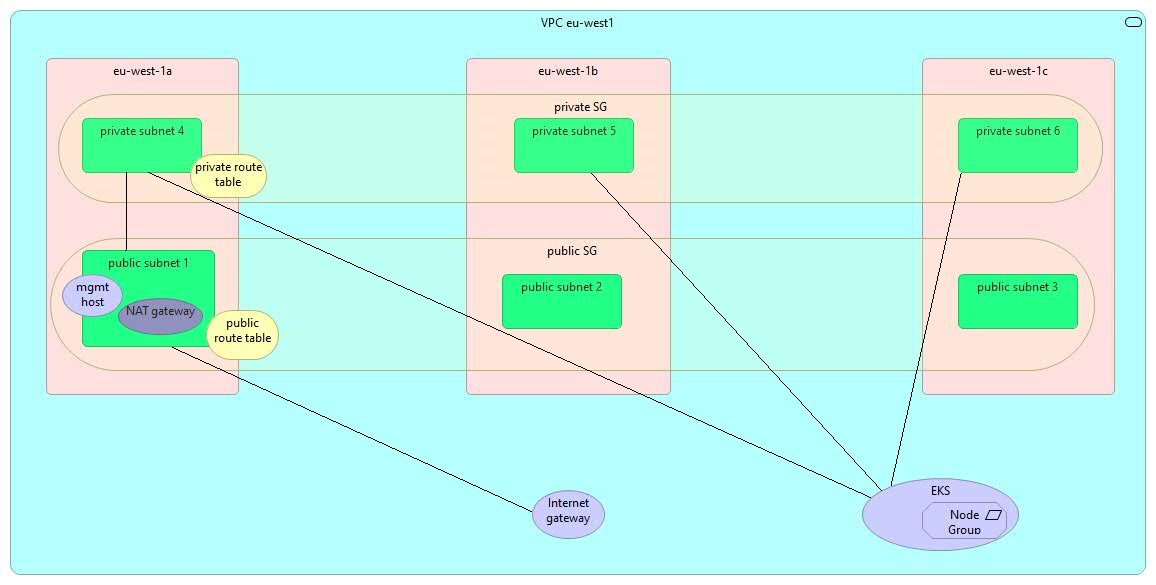 VPC eu-west1
eu-west-1a
eu-west-1b
eu-west-1c
private SG
private subnet 4
private subnet 5
private subnet 6
private route
table
public SG
public subnet 1
mgmt
host
NAT gateway
public
route table
public subnet 2
public subnet 3
Internet
gateway
EKS
Node
Group